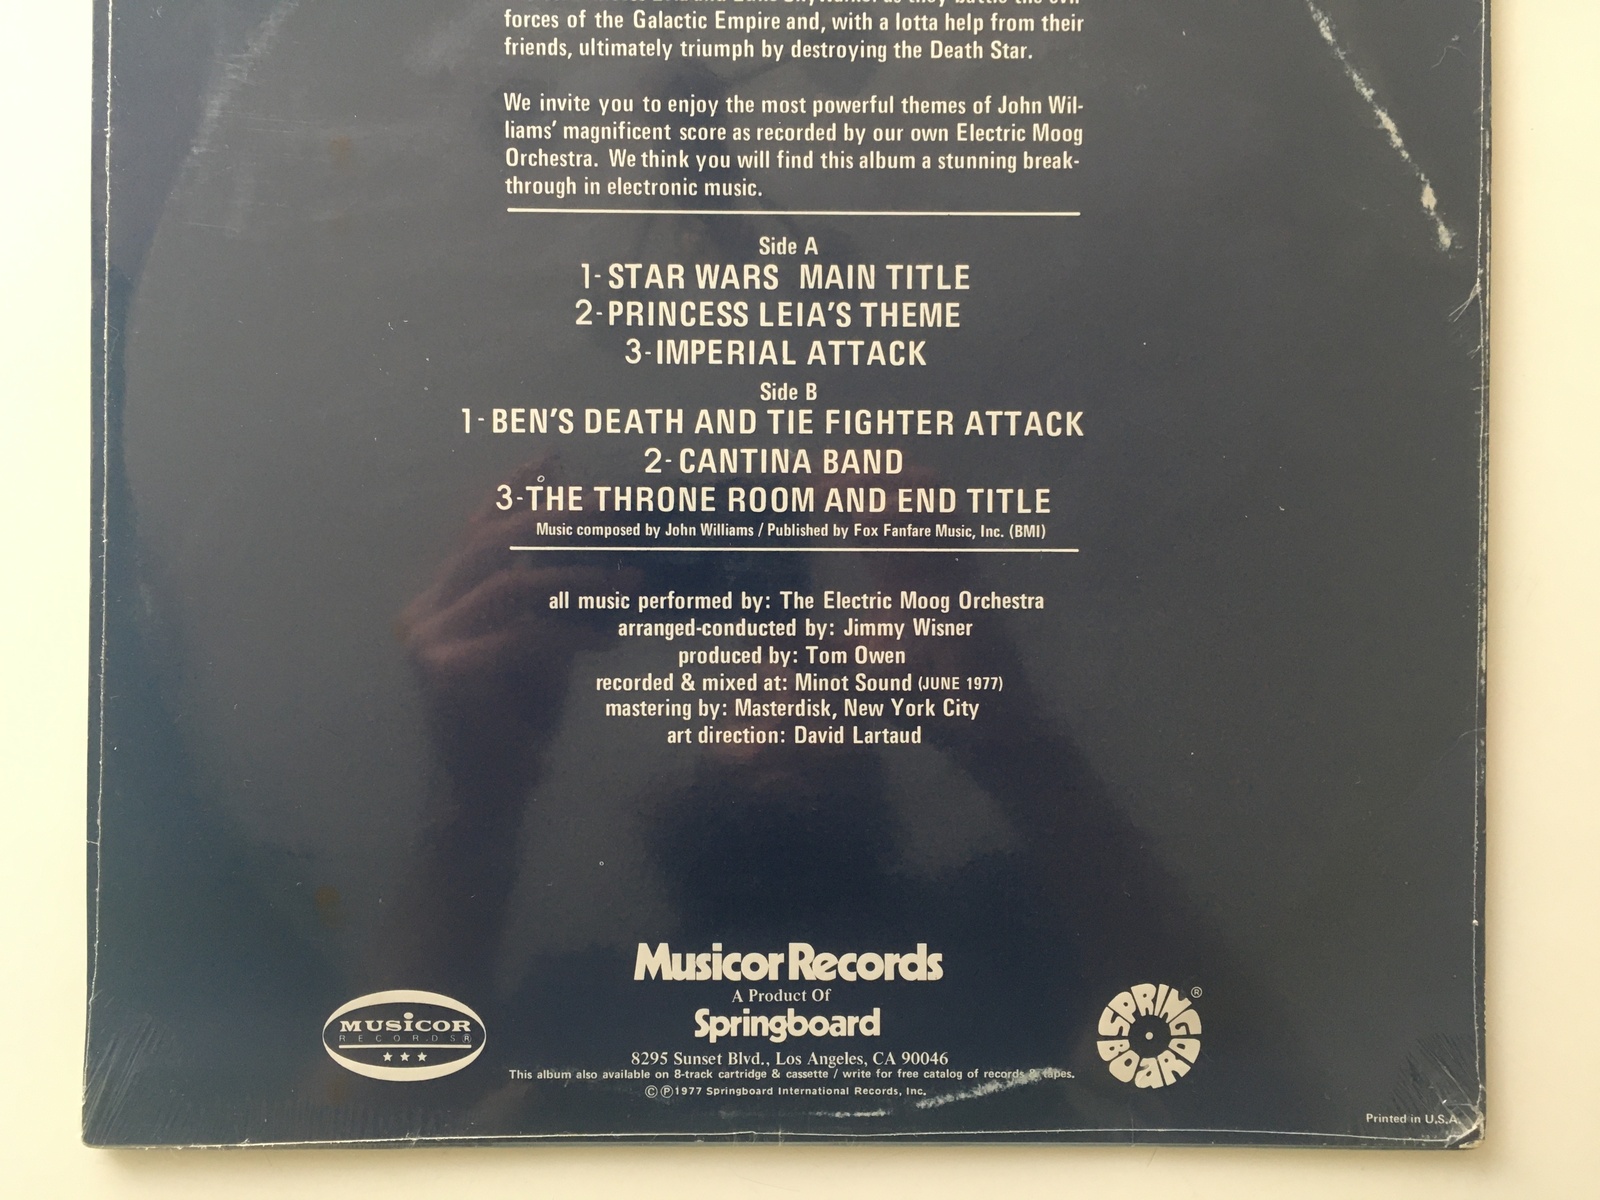 forces of the Galactic Empire and, with a lotta help from their
friends, ultimately triumph by destroying the Death Star.
We invite you to enjoy the most powerful themes of John Wil-
liams' magnificent score as recorded by our own Electric Moog
Orchestra. We think you will find this album a stunning break-
through in electronic music.
Side A
1-STAR WARS MAIN TITLE
2-PRINCESS LEIA'S THEME
3-IMPERIAL ATTACK
Side B
1-BEN'S DEATH AND TIE FIGHTER ATTACK
2-CANTINA BAND
3-THE THRONE ROOM AND END TITLE
Music composed by John Williams / Published by Fox Fanfare Music, Inc. (BMI)
all music performed by: The Electric Moog Orchestra
arranged-conducted by: Jimmy Wisner
produced by: Tom Owen
recorded & mixed at: Minot Sound (JUNE 1977)
mastering by: Masterdisk, New York City
art direction: David Lartaud
MUSICOR
RECORDS®
Musicor Records
A Product Of
Springboard
8295 Sunset Blvd., Los Angeles, CA 90046
This album also available on 8-track cartridge & cassette / write for free catalog of records & tapes.
©℗1977 Springboard International Records, Inc.
SPRINGBOARD®
Printed in U.S.A.